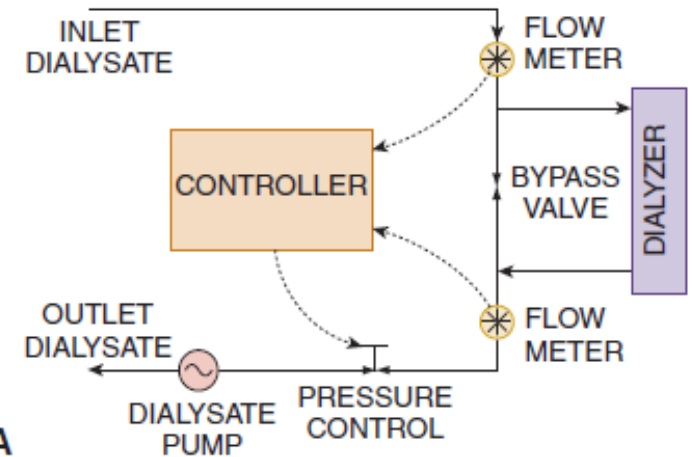 INLET
DIALYSATE
FLOW
METER
CONTROLLER
BYPASS
VALVE
DIALYZER
OUTLET
DIALYSATE
FLOW
METER
DIALYSATE
PUMP
PRESSURE
CONTROL
A